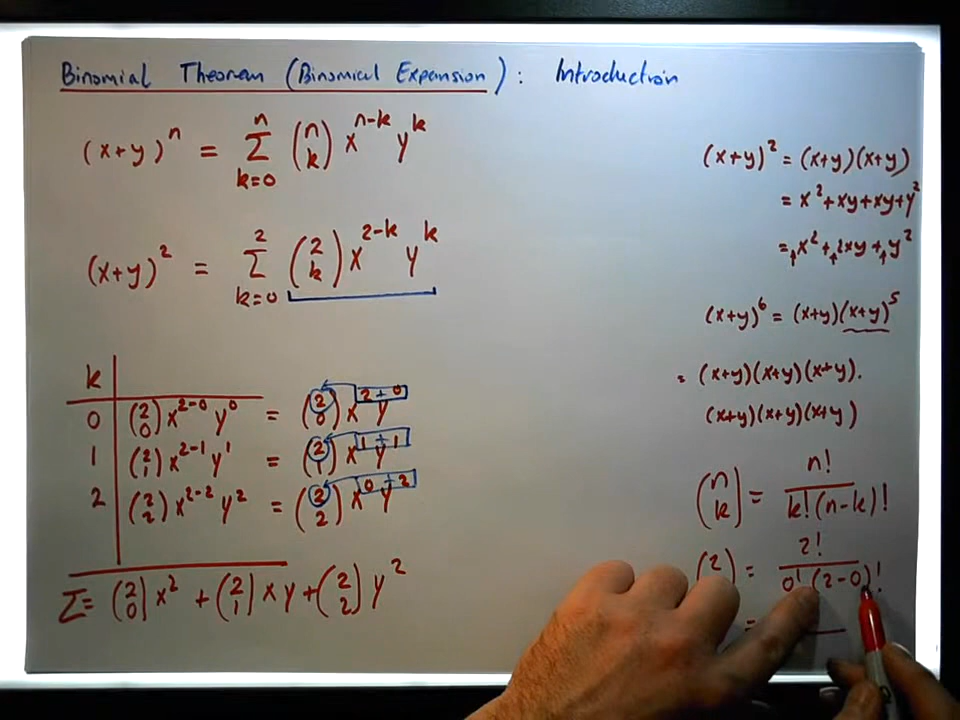 Binomial Theorem (Binomial Expansion) : Introduction
(x+y)^n = Σ_{k=0}^{n} (n k) x^{n-k} y^k
(x+y)^2 = Σ_{k=0}^{2} (2 k) x^{2-k} y^k
k
0 (2 0) x^{2-0} y^0 = (2 0) x^2 y^0
1 (2 1) x^{2-1} y^1 = (2 1) x^1 y^1
2 (2 2) x^{2-2} y^2 = (2 2) x^0 y^2
Σ = (2 0) x^2 + (2 1) xy + (2 2) y^2
(x+y)^2 = (x+y)(x+y)
= x^2 + xy + xy + y^2
= 1x^2 + 2xy + 1y^2
(x+y)^6 = (x+y)(x+y)^5
= (x+y)(x+y)(x+y).
(x+y)(x+y)(x+y)
(n k) = n! / k!(n-k)!
(2 = 2! / 0!(2-0)!
=